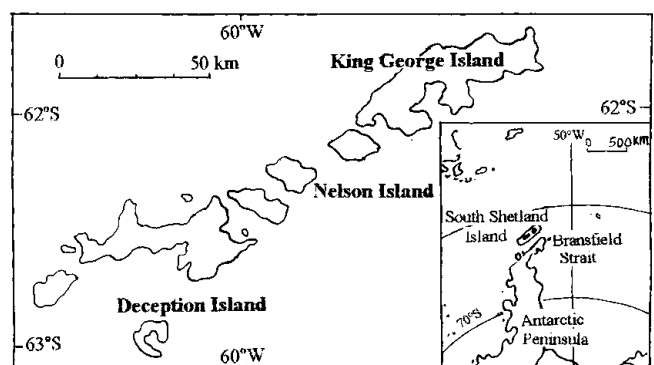 60°W
0 50 km
King George Island
62°S
62°S
50°W
0 500km
Nelson Island
South Shetland
Island
Bransfield
Strait
Deception Island
70°S
Antarctic
Peninsula
63°S
60°W